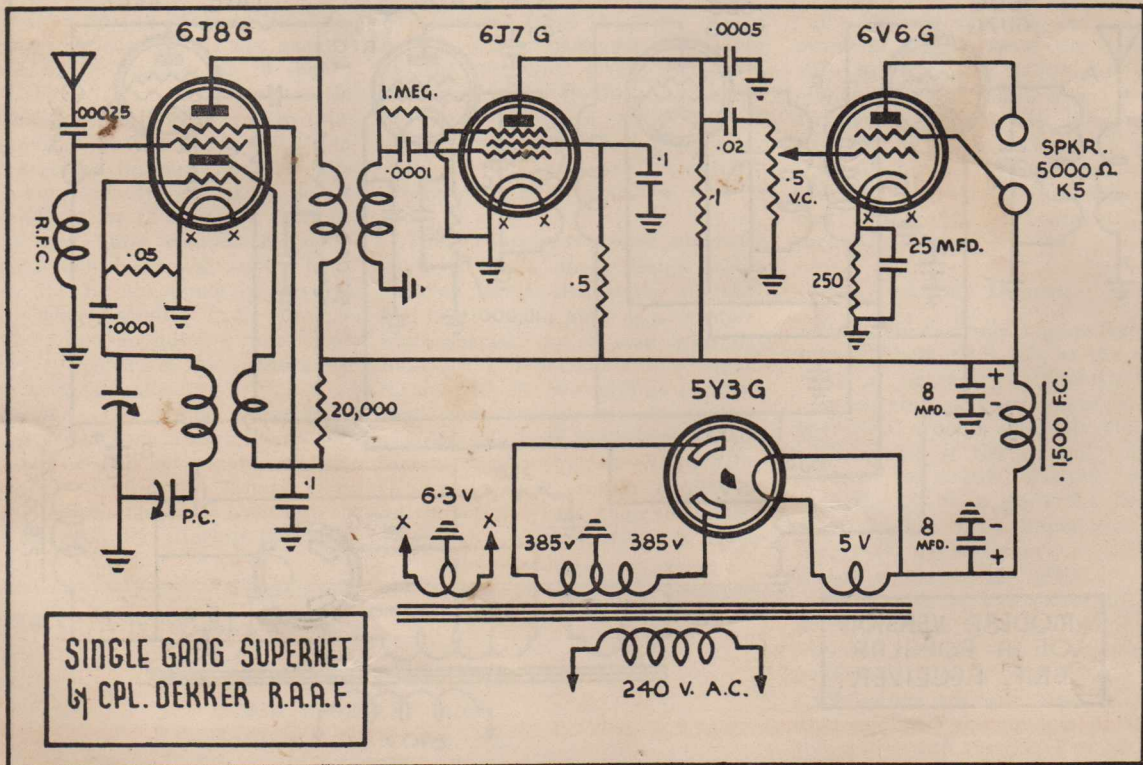 6J8G
6J7G
6V6G
.00025
1.MEG.
.0001
.0005
.02
.5
V.C.
.1
.1
SPKR.
5000 Ω
K5
R.F.C.
.05
X X
X X
X X
.0001
.5
250
25 MFD.
20,000
5Y3G
8
MFD.
+
-
1500 F.C.
P.C.
.1
6·3 V
X X
385v 385v
5 V
8
MFD.
-
+
240 V. A.C.
SINGLE GANG SUPERHET
by CPL. DEKKER R.A.A.F.